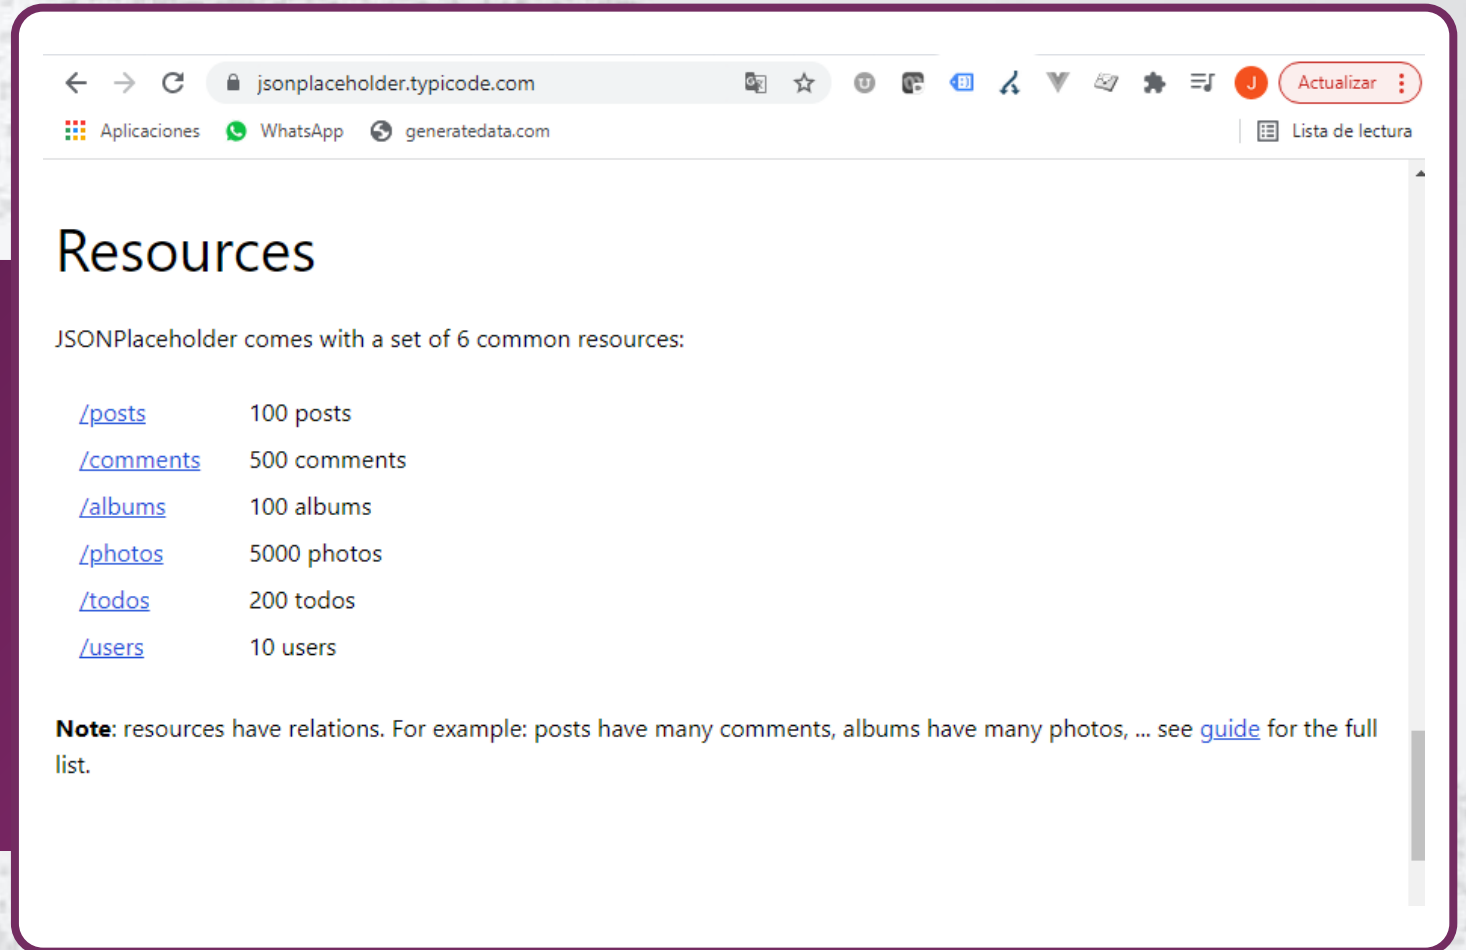 jsonplaceholder.typicode.com
Actualizar
Aplicaciones WhatsApp generatedata.com Lista de lectura
Resources
JSONPlaceholder comes with a set of 6 common resources:
/posts 100 posts
/comments 500 comments
/albums 100 albums
/photos 5000 photos
/todos 200 todos
/users 10 users
Note: resources have relations. For example: posts have many comments, albums have many photos, ... see guide for the full
list.